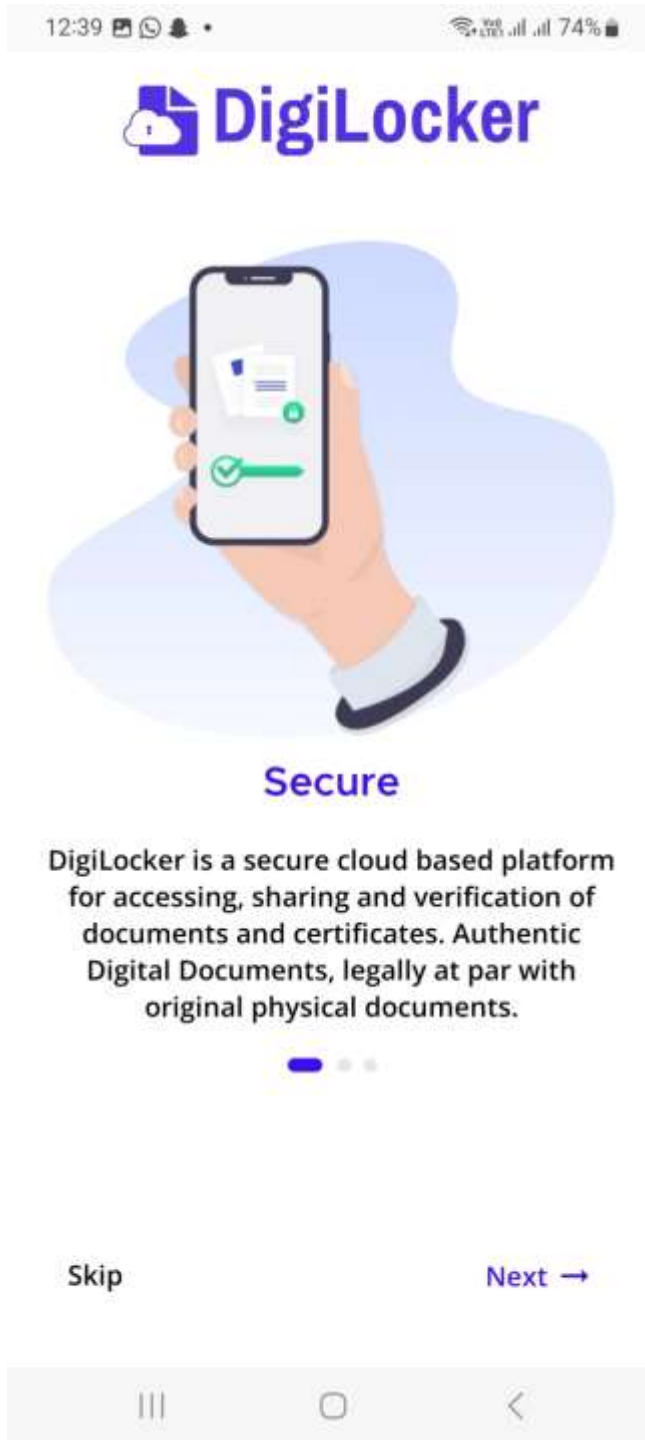 12:39
74%
DigiLocker
Secure
DigiLocker is a secure cloud based platform
for accessing, sharing and verification of
documents and certificates. Authentic
Digital Documents, legally at par with
original physical documents.
Skip
Next →